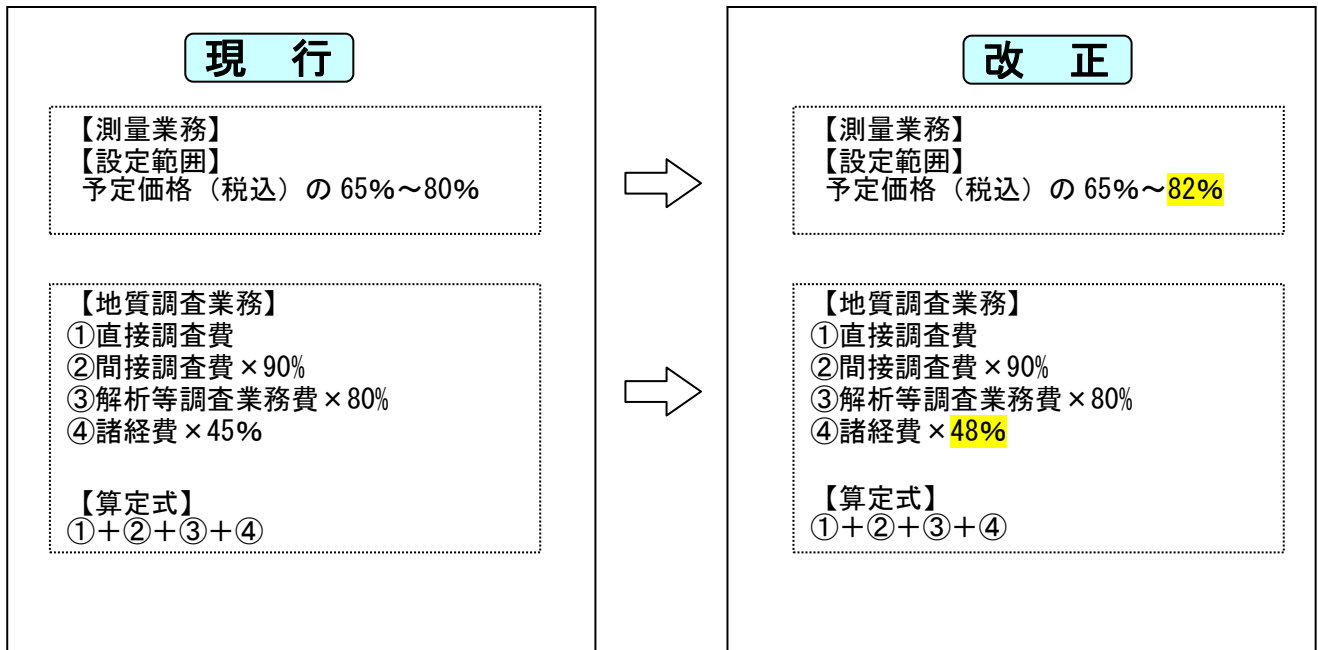 現 行
【測量業務】
【設定範囲】
予定価格（税込）の 65%～80%
【地質調査業務】
①直接調査費
②間接調査費×90%
③解析等調査業務費×80%
④諸経費×45%
【算定式】
①＋②＋③＋④
改 正
【測量業務】
【設定範囲】
予定価格（税込）の 65%～82%
【地質調査業務】
①直接調査費
②間接調査費×90%
③解析等調査業務費×80%
④諸経費×48%
【算定式】
①＋②＋③＋④